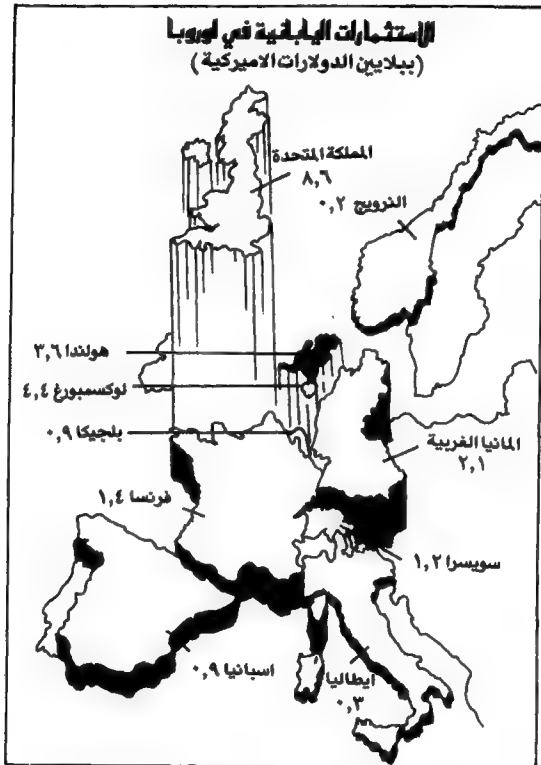 الاستثمارات اليابانية في اوروبا
(ببلايين الدولارات الاميركية)
المملكة المتحدة
٨,٦
النرويج ٠,٢
هولندا ٣,٦
لوكسمبورغ ٤,٤
بلجيكا ٠,٩
المانيا الغربية
٢,١
فرنسا ١,٤
سويسرا ١,٢
اسبانيا ٠,٩
ايطاليا
٠,٣